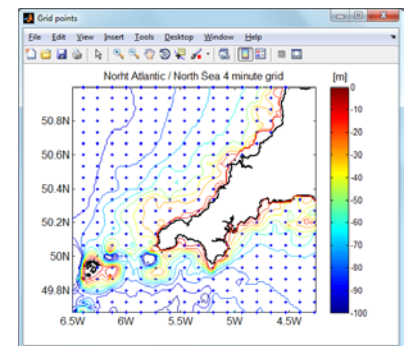 Grid points
File Edit View Insert Tools Desktop Window Help
Norht Atlantic / North Sea 4 minute grid
[m]
50.8N
50.6N
50.4N
50.2N
50N
49.8N
6.5W 6W 5.5W 5W 4.5W
0
-10
-20
-30
-40
-50
-60
-70
-80
-90
-100